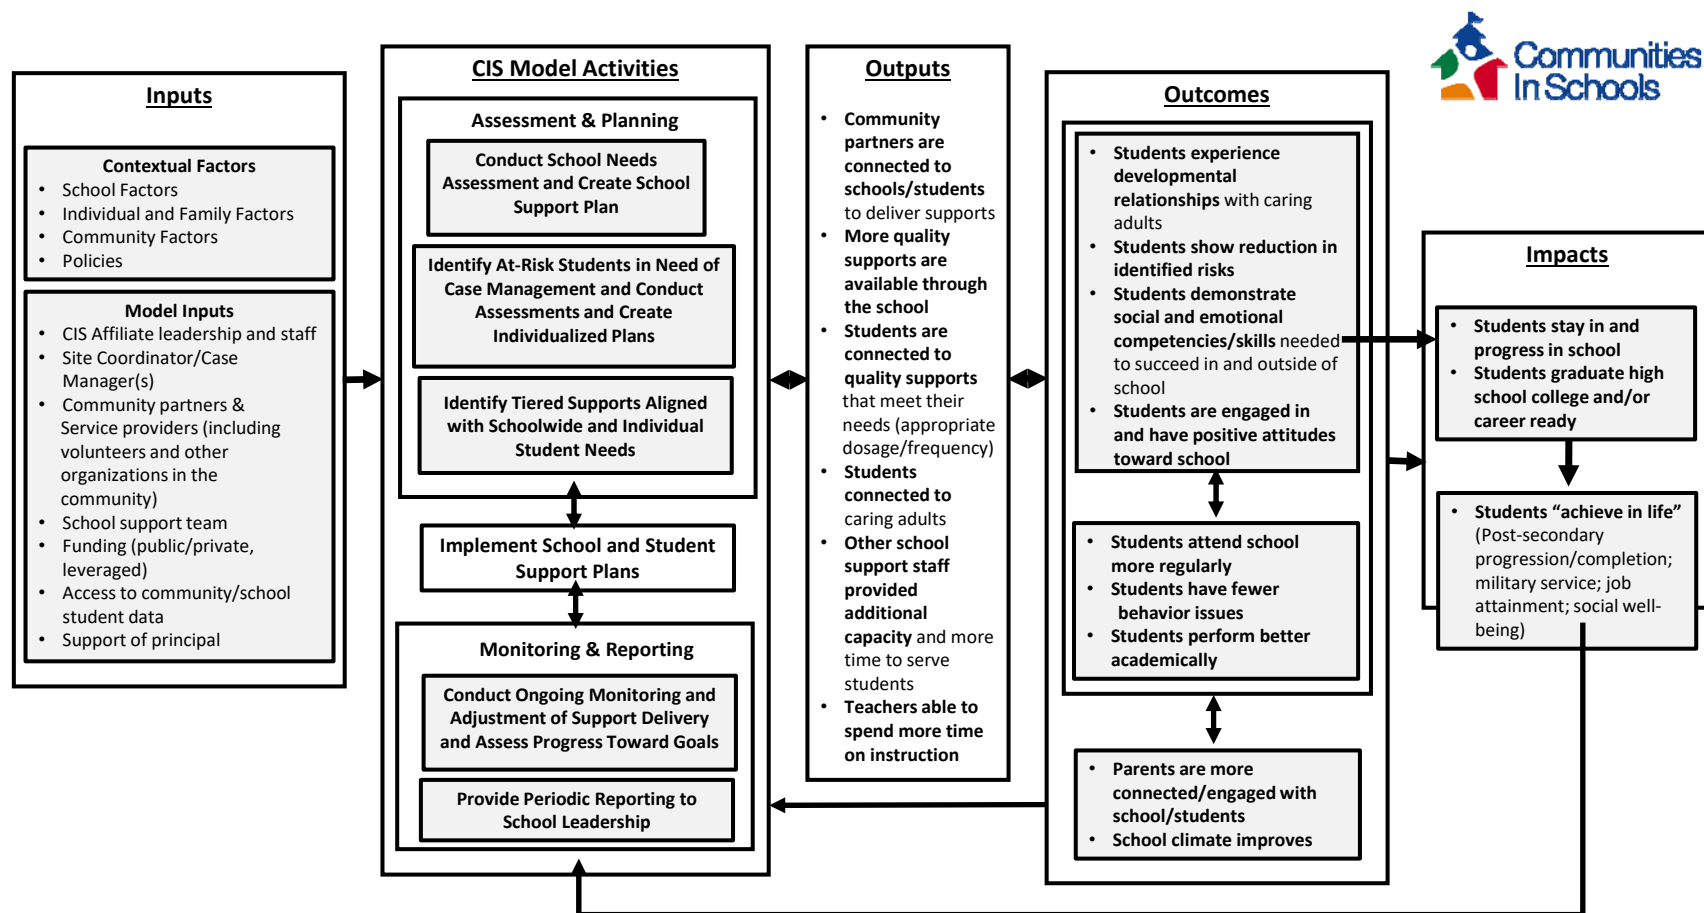 Communities
In Schools
Inputs
Contextual Factors
• School Factors
• Individual and Family Factors
• Community Factors
• Policies
Model Inputs
• CIS Affiliate leadership and staff
• Site Coordinator/Case
Manager(s)
• Community partners &
Service providers (including
volunteers and other
organizations in the
community)
• School support team
• Funding (public/private,
leveraged)
• Access to community/school
student data
• Support of principal
CIS Model Activities
Assessment & Planning
Conduct School Needs
Assessment and Create School
Support Plan
Identify At-Risk Students in Need of
Case Management and Conduct
Assessments and Create
Individualized Plans
Identify Tiered Supports Aligned
with Schoolwide and Individual
Student Needs
Implement School and Student
Support Plans
Monitoring & Reporting
Conduct Ongoing Monitoring and
Adjustment of Support Delivery
and Assess Progress Toward Goals
Provide Periodic Reporting to
School Leadership
Outputs
• Community
partners are
connected to
schools/students
to deliver supports
• More quality
supports are
available through
the school
• Students are
connected to
quality supports
that meet their
needs (appropriate
dosage/frequency)
• Students
connected to
caring adults
• Other school
support staff
provided
additional
capacity and more
time to serve
students
• Teachers able to
spend more time
on instruction
Outcomes
• Students experience
developmental
relationships with caring
adults
• Students show reduction in
identified risks
• Students demonstrate
social and emotional
competencies/skills needed
to succeed in and outside of
school
• Students are engaged in
and have positive attitudes
toward school
• Students attend school
more regularly
• Students have fewer
behavior issues
• Students perform better
academically
• Parents are more
connected/engaged with
school/students
• School climate improves
Impacts
• Students stay in and
progress in school
• Students graduate high
school college and/or
career ready
• Students “achieve in life”
(Post-secondary
progression/completion;
military service; job
attainment; social well-
being)